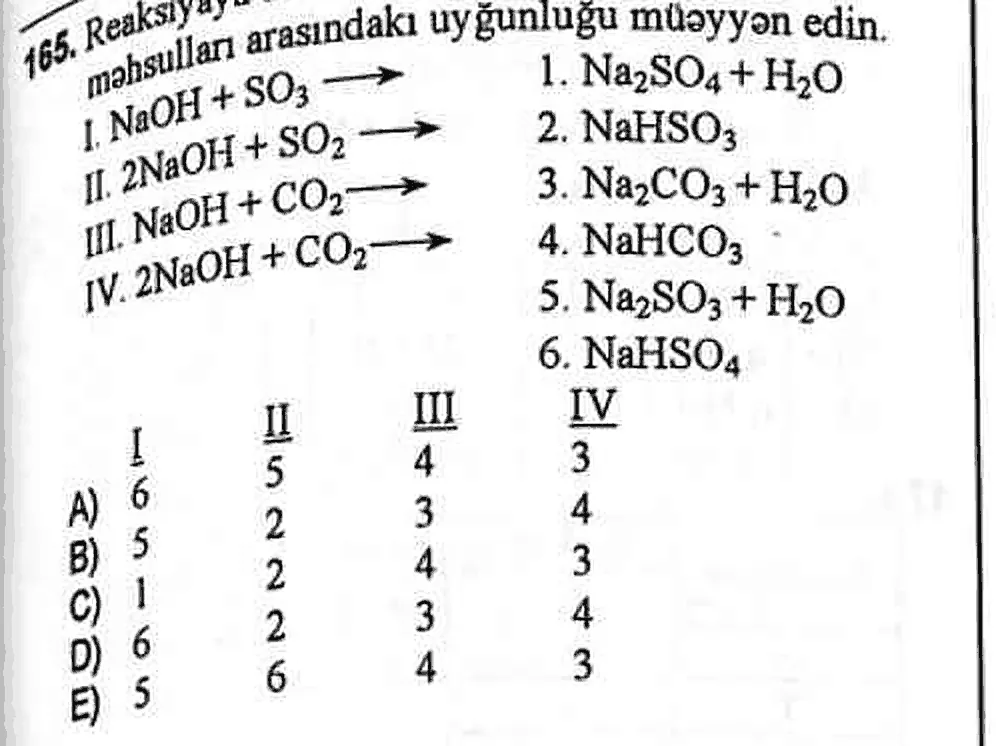 165. Reaksiyaya
məhsulları arasındakı uyğunluğu müəyyən edin.
I. NaOH + SO₃ ⟶ 1. Na₂SO₄ + H₂O
II. 2NaOH + SO₂ ⟶ 2. NaHSO₃
III. NaOH + CO₂ ⟶ 3. Na₂CO₃ + H₂O
IV. 2NaOH + CO₂ ⟶ 4. NaHCO₃
5. Na₂SO₃ + H₂O
6. NaHSO₄
I II III IV
A) 6 5 4 3
B) 5 2 3 4
C) 1 2 4 3
D) 6 2 3 4
E) 5 6 4 3